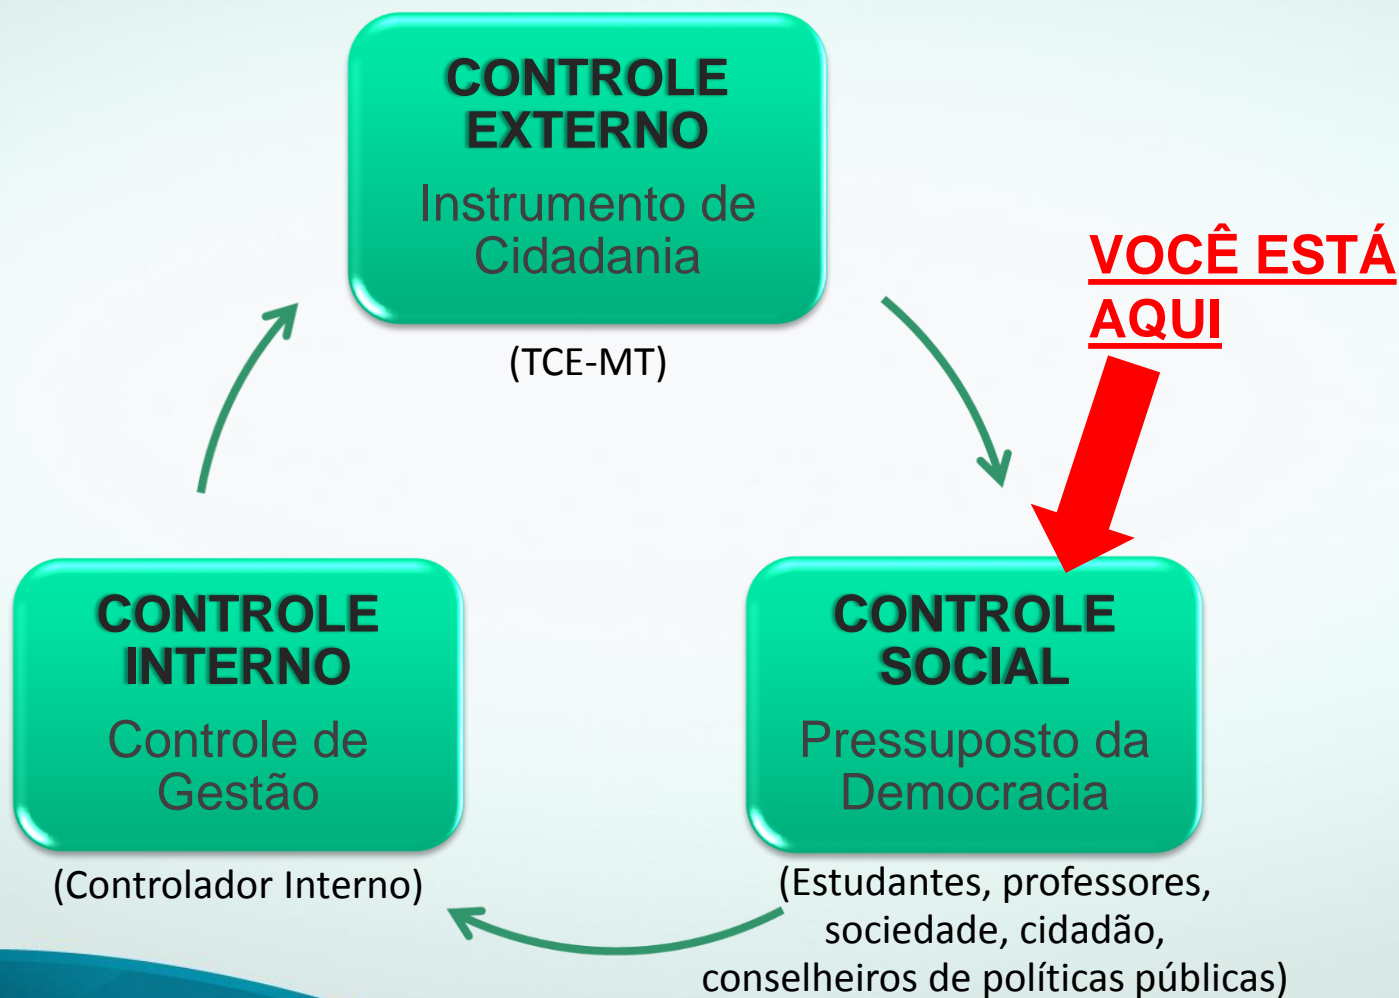 CONTROLE
EXTERNO
Instrumento de
Cidadania
(TCE-MT)
VOCÊ ESTÁ
AQUI
CONTROLE
INTERNO
Controle de
Gestão
(Controlador Interno)
CONTROLE
SOCIAL
Pressuposto da
Democracia
(Estudantes, professores,
sociedade, cidadão,
conselheiros de políticas públicas)